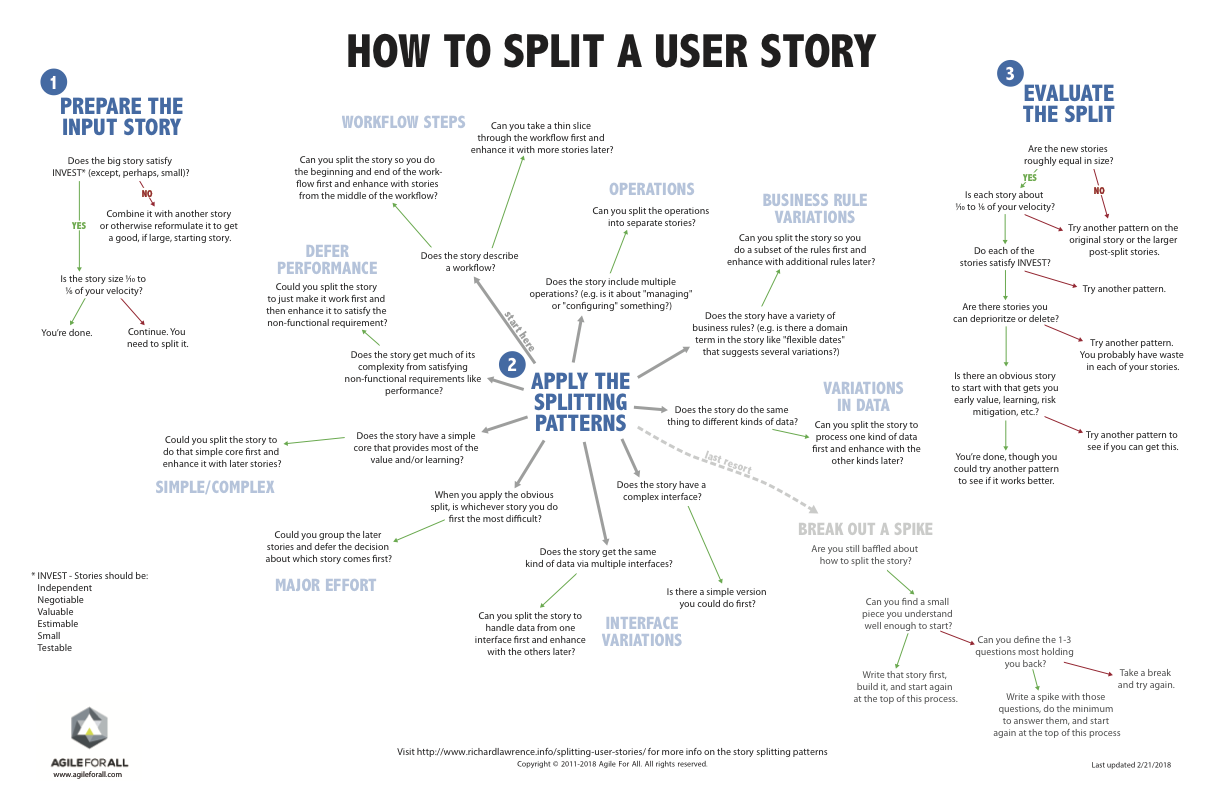 HOW TO SPLIT A USER STORY
1
PREPARE THE
INPUT STORY
Does the big story satisfy
INVEST* (except, perhaps, small)?
NO
Combine it with another story
or otherwise reformulate it to get
a good, if large, starting story.
YES
Is the story size 1⁄10 to
1⁄6 of your velocity?
You're done.
Continue. You
need to split it.
* INVEST - Stories should be:
Independent
Negotiable
Valuable
Estimable
Small
Testable
2
APPLY THE
SPLITTING
PATTERNS
start here
WORKFLOW STEPS
Does the story describe
a workflow?
Can you split the story so you do
the beginning and end of the work-
flow first and enhance with stories
from the middle of the workflow?
Can you take a thin slice
through the workflow first and
enhance it with more stories later?
OPERATIONS
Can you split the operations
into separate stories?
Does the story include multiple
operations? (e.g. is it about "managing"
or "configuring" something?)
BUSINESS RULE
VARIATIONS
Can you split the story so you
do a subset of the rules first and
enhance with additional rules later?
Does the story have a variety of
business rules? (e.g. is there a domain
term in the story like "flexible dates"
that suggests several variations?)
VARIATIONS
IN DATA
Does the story do the same
thing to different kinds of data?
Can you split the story to
process one kind of data
first and enhance with the
other kinds later?
DEFER
PERFORMANCE
Could you split the story
to just make it work first and
then enhance it to satisfy the
non-functional requirement?
Does the story get much of its
complexity from satisfying
non-functional requirements like
performance?
Does the story have a simple
core that provides most of the
value and/or learning?
Could you split the story to
do that simple core first and
enhance it with later stories?
SIMPLE/COMPLEX
When you apply the obvious
split, is whichever story you do
first the most difficult?
Could you group the later
stories and defer the decision
about which story comes first?
MAJOR EFFORT
Does the story get the same
kind of data via multiple interfaces?
Can you split the story to
handle data from one
interface first and enhance
with the others later?
Does the story have a
complex interface?
Is there a simple version
you could do first?
INTERFACE
VARIATIONS
last resort
BREAK OUT A SPIKE
Are you still baffled about
how to split the story?
Can you find a small
piece you understand
well enough to start?
Write that story first,
build it, and start again
at the top of this process.
Can you define the 1-3
questions most holding
you back?
Take a break
and try again.
Write a spike with those
questions, do the minimum
to answer them, and start
again at the top of this process
3
EVALUATE
THE SPLIT
Are the new stories
roughly equal in size?
YES
NO
Is each story about
1⁄10 to 1⁄6 of your velocity?
Try another pattern on the
original story or the larger
post-split stories.
Do each of the
stories satisfy INVEST?
Try another pattern.
Are there stories you
can deprioritze or delete?
Try another pattern.
You probably have waste
in each of your stories.
Is there an obvious story
to start with that gets you
early value, learning, risk
mitigation, etc.?
Try another pattern to
see if you can get this.
You're done, though you
could try another pattern
to see if it works better.
AGILE FOR ALL
www.agileforall.com
Visit http://www.richardlawrence.info/splitting-user-stories/ for more info on the story splitting patterns
Copyright © 2011-2018 Agile For All. All rights reserved.
Last updated 2/21/2018